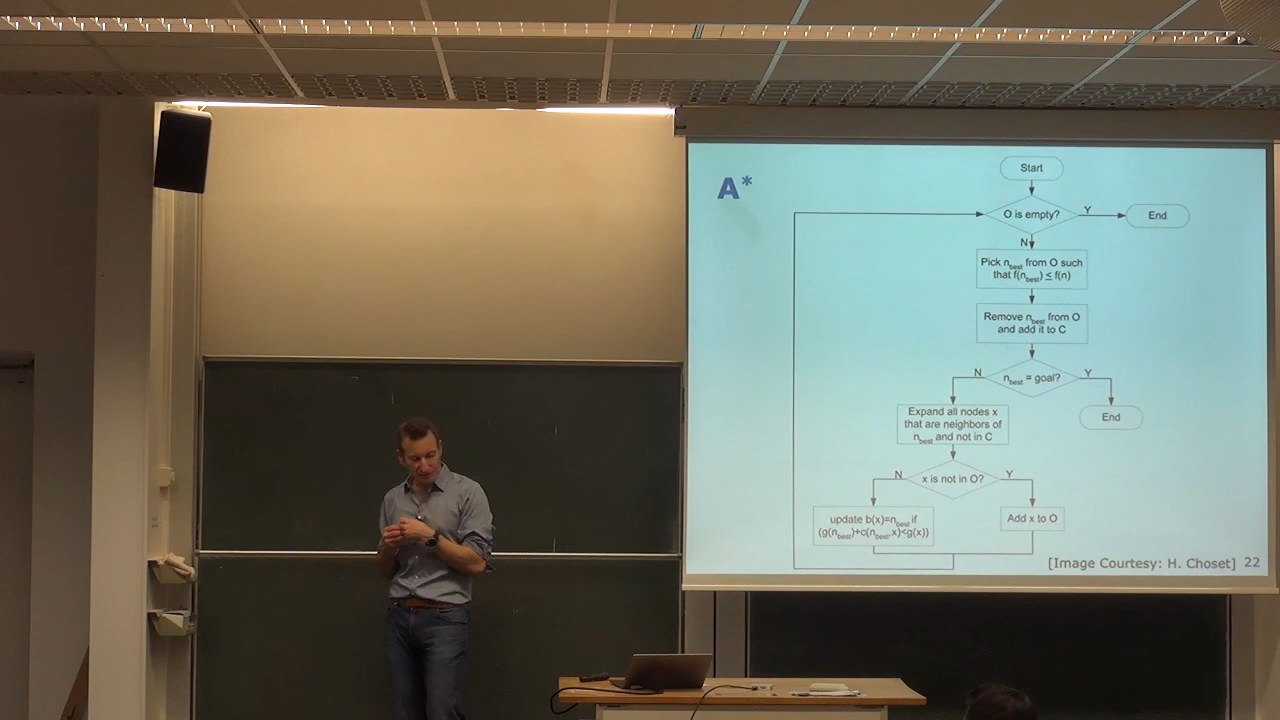 A*
Start
O is empty?
Y
End
N
Pick nbest from O such
that f(nbest) ≤ f(n)
Remove nbest from O
and add it to C
N
nbest = goal?
Y
Expand all nodes x
that are neighbors of
nbest and not in C
End
N
x is not in O?
Y
update b(x)=nbest if
(g(nbest)+c(nbest,x)<g(x))
Add x to O
[Image Courtesy: H. Choset] 22